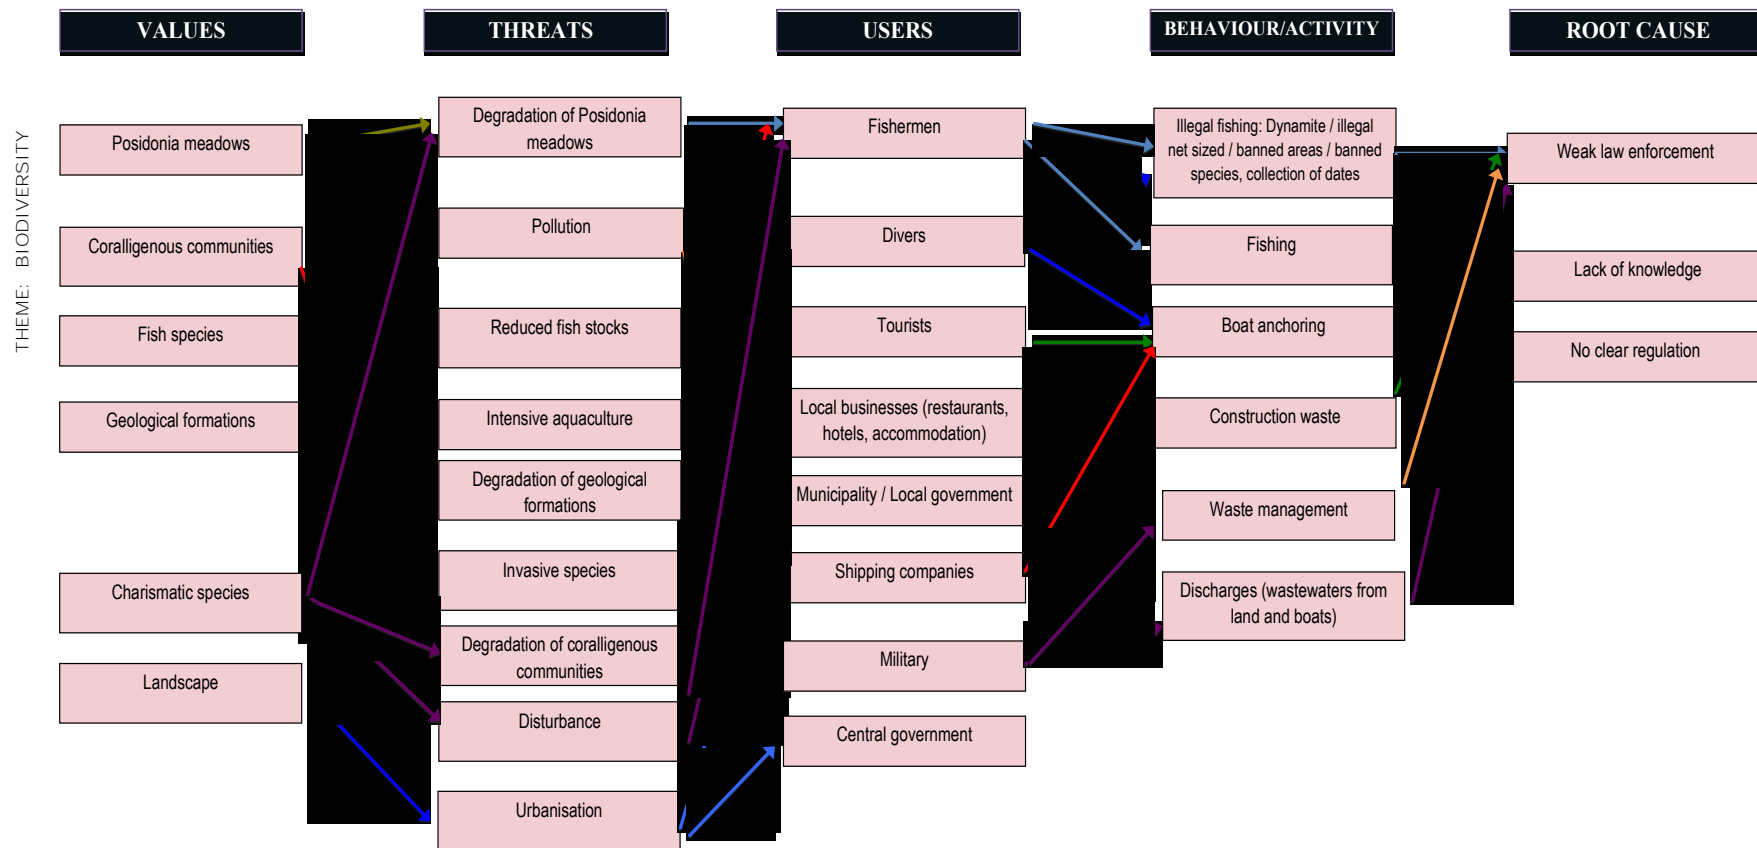 VALUES
THREATS
USERS
BEHAVIOUR/ACTIVITY
ROOT CAUSE
THEME: BIODIVERSITY
Posidonia meadows
Coralligenous communities
Fish species
Geological formations
Charismatic species
Landscape
Degradation of Posidonia
meadows
Pollution
Reduced fish stocks
Intensive aquaculture
Degradation of geological
formations
Invasive species
Degradation of coralligenous
communities
Disturbance
Urbanisation
Fishermen
Divers
Tourists
Local businesses (restaurants,
hotels, accommodation)
Municipality / Local government
Shipping companies
Military
Central government
Illegal fishing: Dynamite / illegal
net sized / banned areas / banned
species, collection of dates
Fishing
Boat anchoring
Construction waste
Waste management
Discharges (wastewaters from
land and boats)
Weak law enforcement
Lack of knowledge
No clear regulation